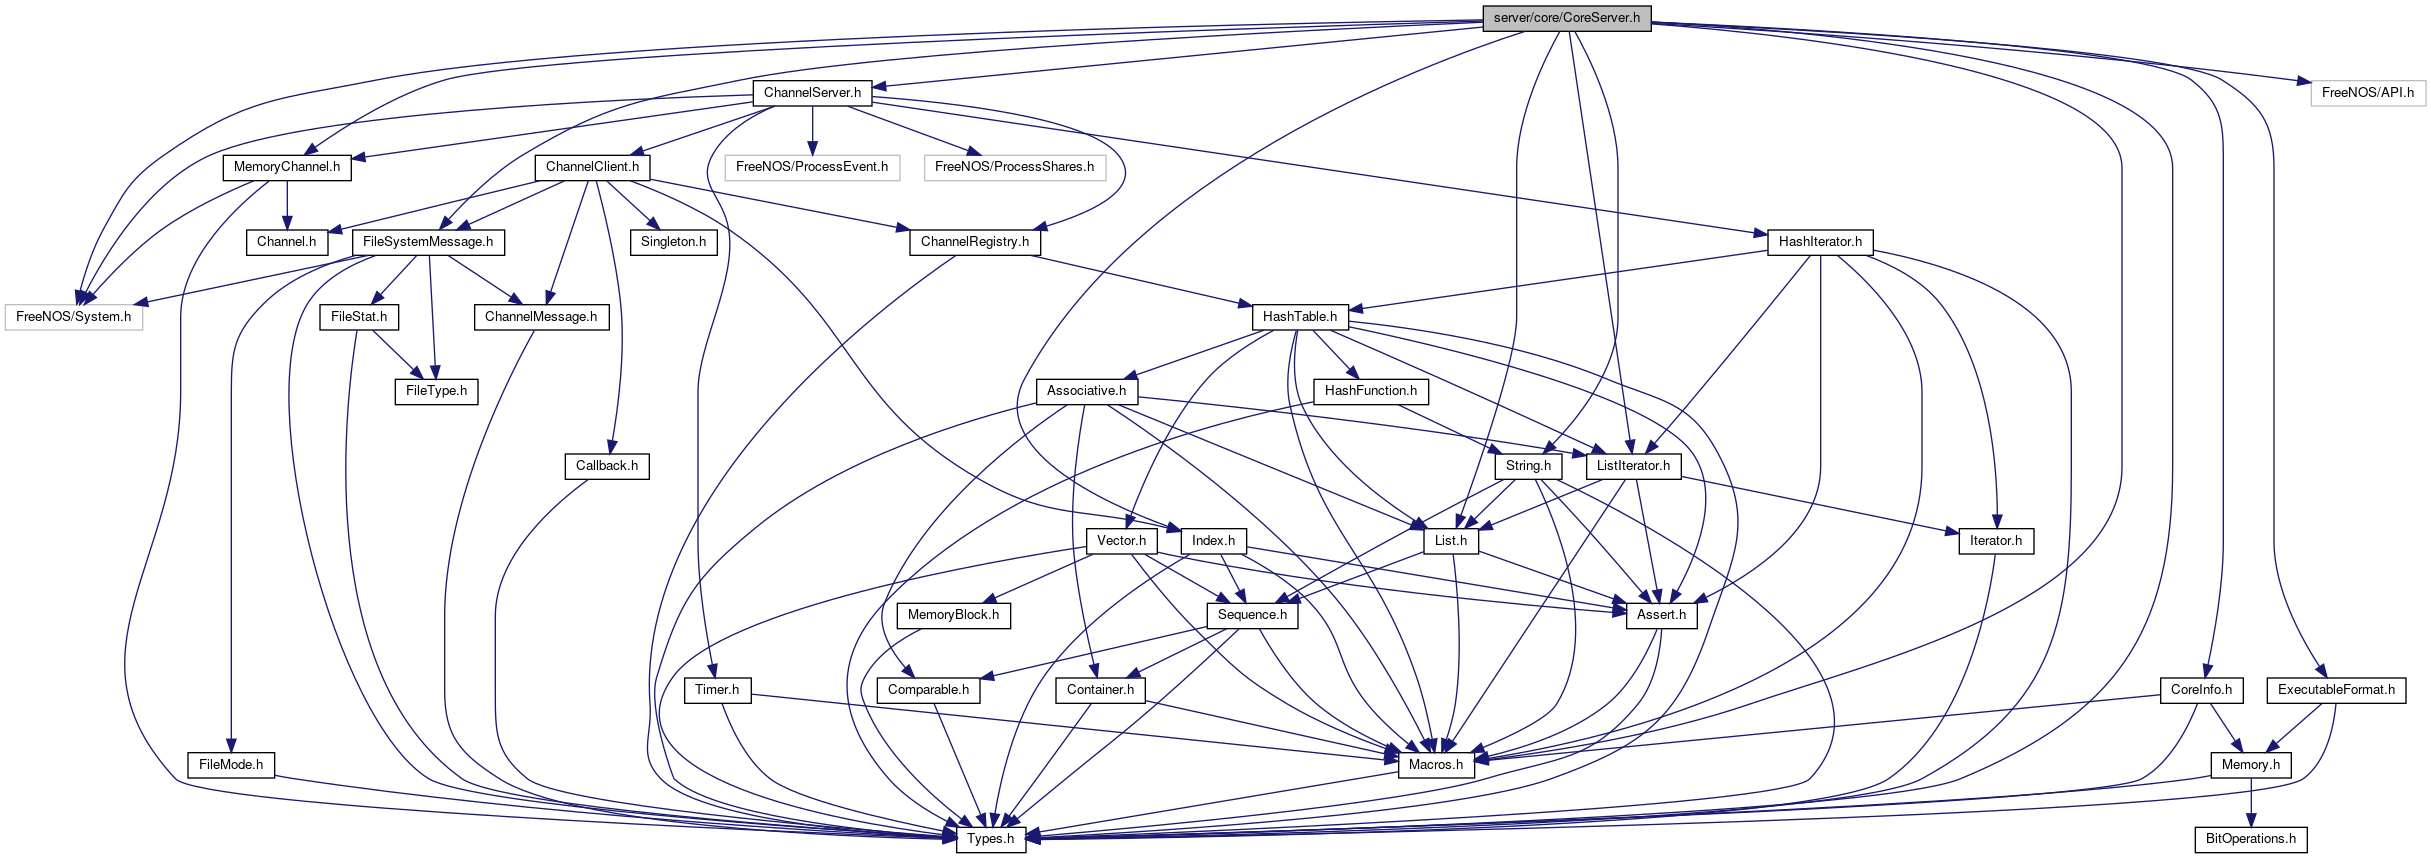 server/core/CoreServer.h
ChannelServer.h
FreeNOS/API.h
MemoryChannel.h
ChannelClient.h
FreeNOS/ProcessEvent.h
FreeNOS/ProcessShares.h
Channel.h
FileSystemMessage.h
Singleton.h
ChannelRegistry.h
HashIterator.h
FreeNOS/System.h
FileStat.h
ChannelMessage.h
HashTable.h
FileType.h
Associative.h
HashFunction.h
Callback.h
String.h
ListIterator.h
Vector.h
Index.h
List.h
Iterator.h
MemoryBlock.h
Sequence.h
Assert.h
Timer.h
Comparable.h
Container.h
CoreInfo.h
ExecutableFormat.h
FileMode.h
Macros.h
Memory.h
Types.h
BitOperations.h